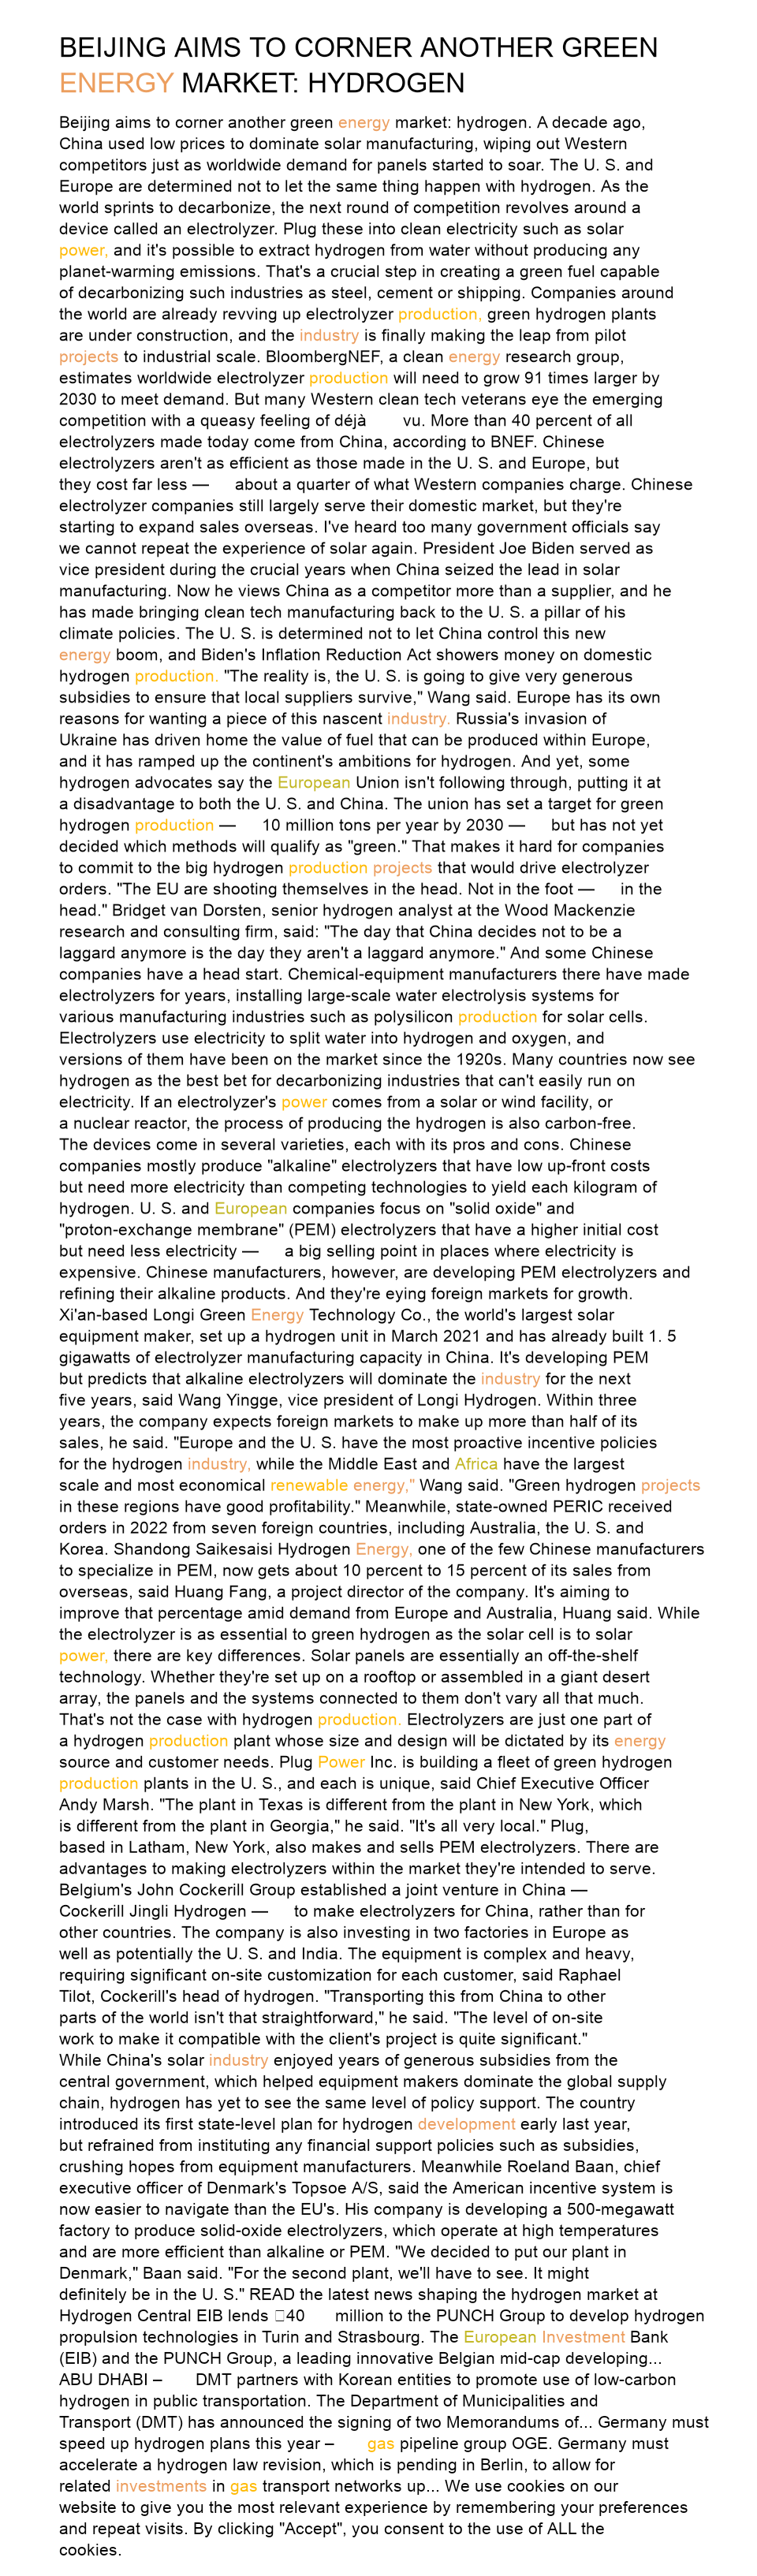 BEIJING AIMS TO CORNER ANOTHER GREEN
ENERGY MARKET: HYDROGEN
Beijing aims to corner another green energy market: hydrogen. A decade ago,
China used low prices to dominate solar manufacturing, wiping out Western
competitors just as worldwide demand for panels started to soar. The U. S. and
Europe are determined not to let the same thing happen with hydrogen. As the
world sprints to decarbonize, the next round of competition revolves around a
device called an electrolyzer. Plug these into clean electricity such as solar
power, and it's possible to extract hydrogen from water without producing any
planet-warming emissions. That's a crucial step in creating a green fuel capable
of decarbonizing such industries as steel, cement or shipping. Companies around
the world are already revving up electrolyzer production, green hydrogen plants
are under construction, and the industry is finally making the leap from pilot
projects to industrial scale. BloombergNEF, a clean energy research group,
estimates worldwide electrolyzer production will need to grow 91 times larger by
2030 to meet demand. But many Western clean tech veterans eye the emerging
competition with a queasy feeling of déjà vu. More than 40 percent of all
electrolyzers made today come from China, according to BNEF. Chinese
electrolyzers aren't as efficient as those made in the U. S. and Europe, but
they cost far less — about a quarter of what Western companies charge. Chinese
electrolyzer companies still largely serve their domestic market, but they're
starting to expand sales overseas. I've heard too many government officials say
we cannot repeat the experience of solar again. President Joe Biden served as
vice president during the crucial years when China seized the lead in solar
manufacturing. Now he views China as a competitor more than a supplier, and he
has made bringing clean tech manufacturing back to the U. S. a pillar of his
climate policies. The U. S. is determined not to let China control this new
energy boom, and Biden's Inflation Reduction Act showers money on domestic
hydrogen production. "The reality is, the U. S. is going to give very generous
subsidies to ensure that local suppliers survive," Wang said. Europe has its own
reasons for wanting a piece of this nascent industry. Russia's invasion of
Ukraine has driven home the value of fuel that can be produced within Europe,
and it has ramped up the continent's ambitions for hydrogen. And yet, some
hydrogen advocates say the European Union isn't following through, putting it at
a disadvantage to both the U. S. and China. The union has set a target for green
hydrogen production — 10 million tons per year by 2030 — but has not yet
decided which methods will qualify as "green." That makes it hard for companies
to commit to the big hydrogen production projects that would drive electrolyzer
orders. "The EU are shooting themselves in the head. Not in the foot — in the
head." Bridget van Dorsten, senior hydrogen analyst at the Wood Mackenzie
research and consulting firm, said: "The day that China decides not to be a
laggard anymore is the day they aren't a laggard anymore." And some Chinese
companies have a head start. Chemical-equipment manufacturers there have made
electrolyzers for years, installing large-scale water electrolysis systems for
various manufacturing industries such as polysilicon production for solar cells.
Electrolyzers use electricity to split water into hydrogen and oxygen, and
versions of them have been on the market since the 1920s. Many countries now see
hydrogen as the best bet for decarbonizing industries that can't easily run on
electricity. If an electrolyzer's power comes from a solar or wind facility, or
a nuclear reactor, the process of producing the hydrogen is also carbon-free.
The devices come in several varieties, each with its pros and cons. Chinese
companies mostly produce "alkaline" electrolyzers that have low up-front costs
but need more electricity than competing technologies to yield each kilogram of
hydrogen. U. S. and European companies focus on "solid oxide" and
"proton-exchange membrane" (PEM) electrolyzers that have a higher initial cost
but need less electricity — a big selling point in places where electricity is
expensive. Chinese manufacturers, however, are developing PEM electrolyzers and
refining their alkaline products. And they're eying foreign markets for growth.
Xi'an-based Longi Green Energy Technology Co., the world's largest solar
equipment maker, set up a hydrogen unit in March 2021 and has already built 1. 5
gigawatts of electrolyzer manufacturing capacity in China. It's developing PEM
but predicts that alkaline electrolyzers will dominate the industry for the next
five years, said Wang Yingge, vice president of Longi Hydrogen. Within three
years, the company expects foreign markets to make up more than half of its
sales, he said. "Europe and the U. S. have the most proactive incentive policies
for the hydrogen industry, while the Middle East and Africa have the largest
scale and most economical renewable energy," Wang said. "Green hydrogen projects
in these regions have good profitability." Meanwhile, state-owned PERIC received
orders in 2022 from seven foreign countries, including Australia, the U. S. and
Korea. Shandong Saikesaisi Hydrogen Energy, one of the few Chinese manufacturers
to specialize in PEM, now gets about 10 percent to 15 percent of its sales from
overseas, said Huang Fang, a project director of the company. It's aiming to
improve that percentage amid demand from Europe and Australia, Huang said. While
the electrolyzer is as essential to green hydrogen as the solar cell is to solar
power, there are key differences. Solar panels are essentially an off-the-shelf
technology. Whether they're set up on a rooftop or assembled in a giant desert
array, the panels and the systems connected to them don't vary all that much.
That's not the case with hydrogen production. Electrolyzers are just one part of
a hydrogen production plant whose size and design will be dictated by its energy
source and customer needs. Plug Power Inc. is building a fleet of green hydrogen
production plants in the U. S., and each is unique, said Chief Executive Officer
Andy Marsh. "The plant in Texas is different from the plant in New York, which
is different from the plant in Georgia," he said. "It's all very local." Plug,
based in Latham, New York, also makes and sells PEM electrolyzers. There are
advantages to making electrolyzers within the market they're intended to serve.
Belgium's John Cockerill Group established a joint venture in China —
Cockerill Jingli Hydrogen — to make electrolyzers for China, rather than for
other countries. The company is also investing in two factories in Europe as
well as potentially the U. S. and India. The equipment is complex and heavy,
requiring significant on-site customization for each customer, said Raphael
Tilot, Cockerill's head of hydrogen. "Transporting this from China to other
parts of the world isn't that straightforward," he said. "The level of on-site
work to make it compatible with the client's project is quite significant."
While China's solar industry enjoyed years of generous subsidies from the
central government, which helped equipment makers dominate the global supply
chain, hydrogen has yet to see the same level of policy support. The country
introduced its first state-level plan for hydrogen development early last year,
but refrained from instituting any financial support policies such as subsidies,
crushing hopes from equipment manufacturers. Meanwhile Roeland Baan, chief
executive officer of Denmark's Topsoe A/S, said the American incentive system is
now easier to navigate than the EU's. His company is developing a 500-megawatt
factory to produce solid-oxide electrolyzers, which operate at high temperatures
and are more efficient than alkaline or PEM. "We decided to put our plant in
Denmark," Baan said. "For the second plant, we'll have to see. It might
definitely be in the U. S." READ the latest news shaping the hydrogen market at
Hydrogen Central EIB lends 40 million to the PUNCH Group to develop hydrogen
propulsion technologies in Turin and Strasbourg. The European Investment Bank
(EIB) and the PUNCH Group, a leading innovative Belgian mid-cap developing...
ABU DHABI – DMT partners with Korean entities to promote use of low-carbon
hydrogen in public transportation. The Department of Municipalities and
Transport (DMT) has announced the signing of two Memorandums of... Germany must
speed up hydrogen plans this year – gas pipeline group OGE. Germany must
accelerate a hydrogen law revision, which is pending in Berlin, to allow for
related investments in gas transport networks up... We use cookies on our
website to give you the most relevant experience by remembering your preferences
and repeat visits. By clicking "Accept", you consent to the use of ALL the
cookies.